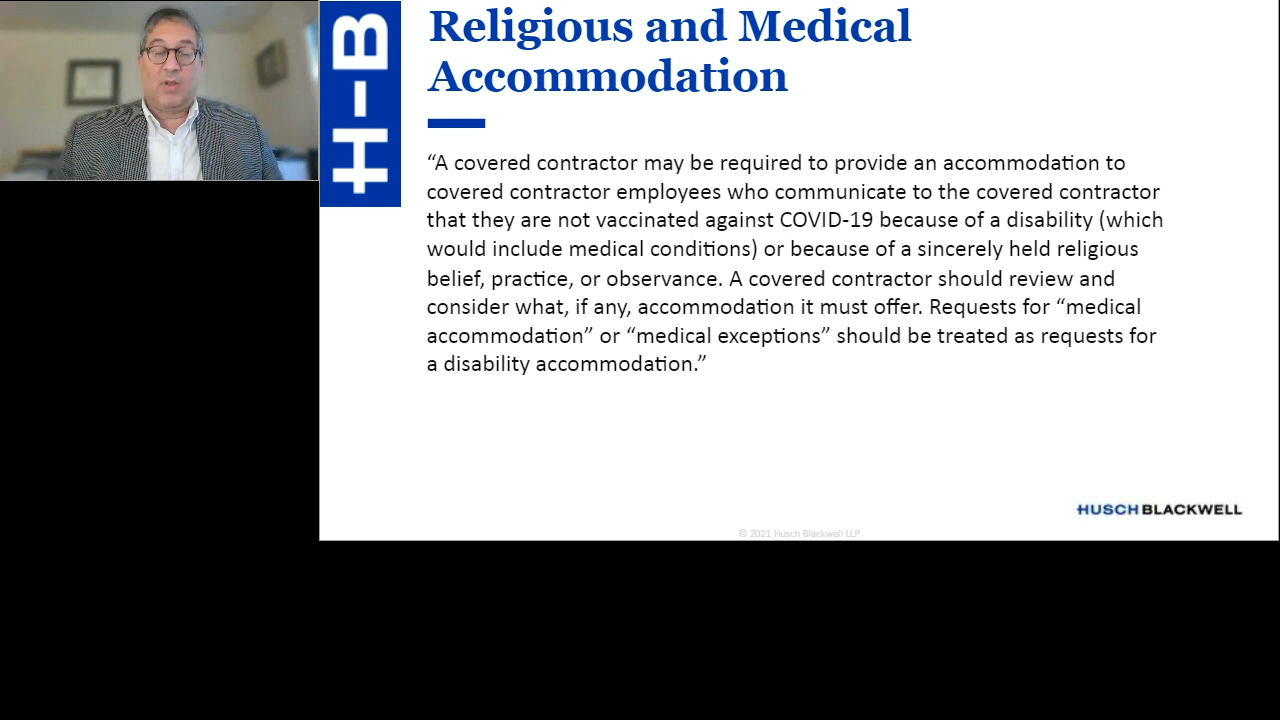 H-B
Religious and Medical
Accommodation
“A covered contractor may be required to provide an accommodation to
covered contractor employees who communicate to the covered contractor
that they are not vaccinated against COVID-19 because of a disability (which
would include medical conditions) or because of a sincerely held religious
belief, practice, or observance. A covered contractor should review and
consider what, if any, accommodation it must offer. Requests for “medical
accommodation” or “medical exceptions” should be treated as requests for
a disability accommodation.”
HUSCH BLACKWELL
© 2021 Husch Blackwell LLP